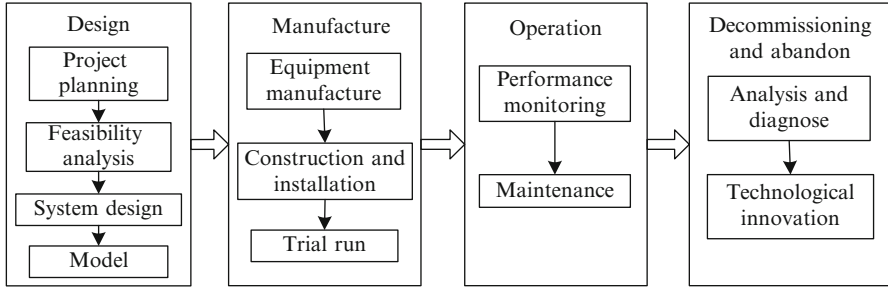 Design
Project
planning
Feasibility
analysis
System design
Model
Manufacture
Equipment
manufacture
Construction and
installation
Trial run
Operation
Performance
monitoring
Maintenance
Decommissioning
and abandon
Analysis and
diagnose
Technological
innovation